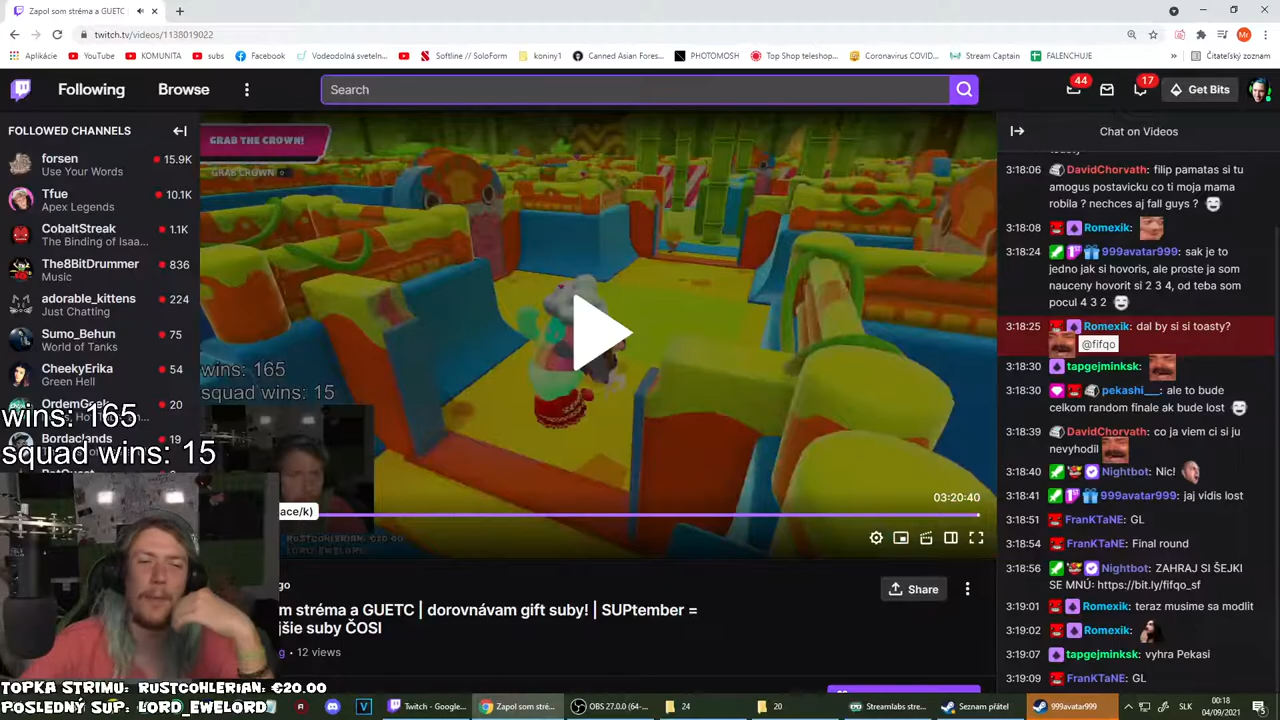 Zapol som stréma a GUETC
twitch.tv/videos/1138019022
Aplikácie
YouTube
KOMUNITA
subs
Facebook
Vodeodolná sveteln...
Softline // SoloForm
koniny1
Canned Asian Fores...
PHOTOMOSH
Top Shop teleshop...
Coronavirus COVID...
Stream Captain
FALENCHUJE
»
Čitateľský zoznam
Following
Browse
Search
44
17
Get Bits
FOLLOWED CHANNELS
forsen
15.9K
Use Your Words
Tfue
10.1K
Apex Legends
CobaltStreak
1.1K
The Binding of Isaa...
The8BitDrummer
836
Music
adorable_kittens
224
Just Chatting
Sumo_Behun
75
World of Tanks
CheekyErika
54
Green Hell
20
Bordaclands
19
wins: 165
squad wins: 15
GRAB THE CROWN!
GRAB CROWN
wins: 165
squad wins: 15
ace/k)
03:20:40
RUSTCOHLERIAN: €20.00
LORD_EWELORD
go
Share
m stréma a GUETC | dorovnávam gift suby! | SUPtember =
jšie suby ČOSI
g • 12 views
TOPKA STRIMU: RUSTCOHLERIAN: €20.00
POSLEDNÝ SUP: LORD_EWELORD
Chat on Videos
3:18:06 DavidChorvath: filip pamatas si tu
amogus postavicku co ti moja mama
robila ? nechces aj fall guys ?
3:18:08 Romexik:
3:18:24 999avatar999: sak je to
jedno jak si hovoris, ale proste ja som
nauceny hovorit si 2 3 4, od teba som
pocul 4 3 2
3:18:25 Romexik: dal by si si toasty?
@fifqo
3:18:30 tapgejminksk:
3:18:30 pekashi___: ale to bude
celkom random finale ak bude lost
3:18:39 DavidChorvath: co ja viem ci si ju
nevyhodil
3:18:40 Nightbot: Nic!
3:18:41 999avatar999: jaj vidis lost
3:18:51 FranKTaNE: GL
3:18:54 FranKTaNE: Final round
3:18:56 Nightbot: ZAHRAJ SI ŠEJKI
SE MNÚ: https://bit.ly/fifqo_sf
3:19:01 Romexik: teraz musime sa modlit
3:19:02 Romexik:
3:19:07 tapgejminksk: vyhra Pekasi
3:19:09 FranKTaNE: GL
Twitch - Google...
Zapol som stré...
OBS 27.0.0 (64-...
24
20
Streamlabs stre...
Seznam přátel
999avatar999
SLK
00:18
04/09/2021